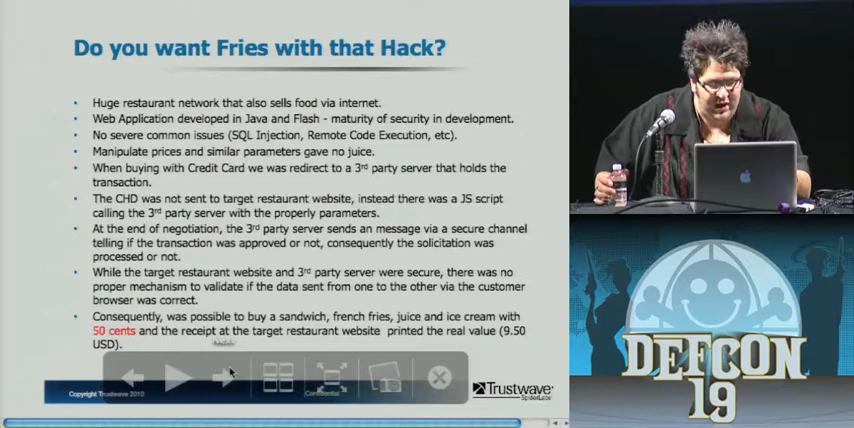 Do you want Fries with that Hack?
Huge restaurant network that also sells food via internet.
Web Application developed in Java and Flash - maturity of security in development.
No severe common issues (SQL Injection, Remote Code Execution, etc).
Manipulate prices and similar parameters gave no juice.
When buying with Credit Card we was redirect to a 3rd party server that holds the
transaction.
The CHD was not sent to target restaurant website, instead there was a JS script
calling the 3rd party server with the properly parameters.
At the end of negotiation, the 3rd party server sends an message via a secure channel
telling if the transaction was approved or not, consequently the solicitation was
processed or not.
While the target restaurant website and 3rd party server were secure, there was no
proper mechanism to validate if the data sent from one to the other via the customer
browser was correct.
Consequently, was possible to buy a sandwich, french fries, juice and ice cream with
50 cents and the receipt at the target restaurant website printed the real value (9.50
USD).
Copyright Trustwave 2010
Confidential
Trustwave
SpiderLabs
DEFCON
19